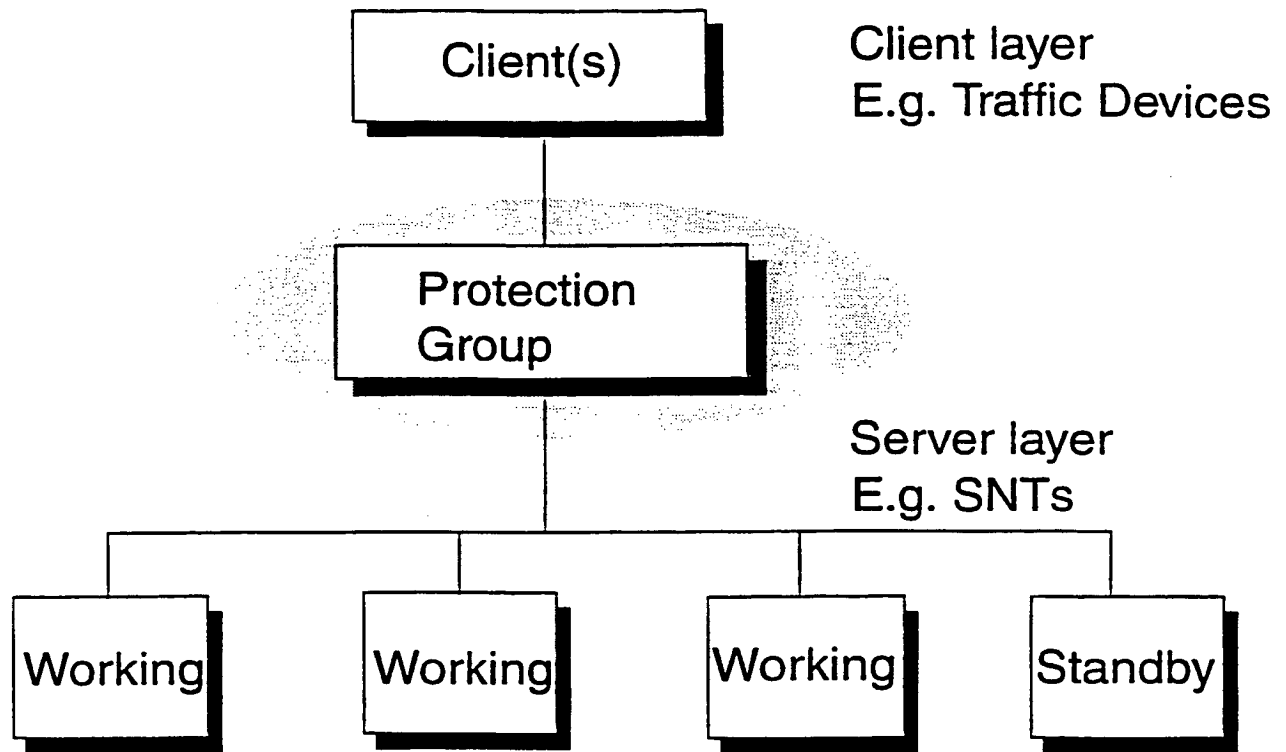 Client(s)
Client layer
E.g. Traffic Devices
Protection
Group
Server layer
E.g. SNTs
Working
Working
Working
Standby